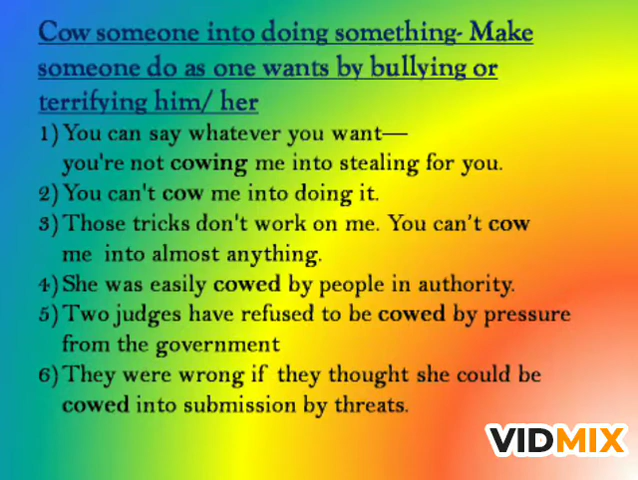 Cow someone into doing something- Make
someone do as one wants by bullying or
terrifying him/ her
1) You can say whatever you want—
you're not cowing me into stealing for you.
2) You can't cow me into doing it.
3) Those tricks don't work on me. You can't cow
me into almost anything.
4) She was easily cowed by people in authority.
5) Two judges have refused to be cowed by pressure
from the government
6) They were wrong if they thought she could be
cowed into submission by threats.
VIDMIX